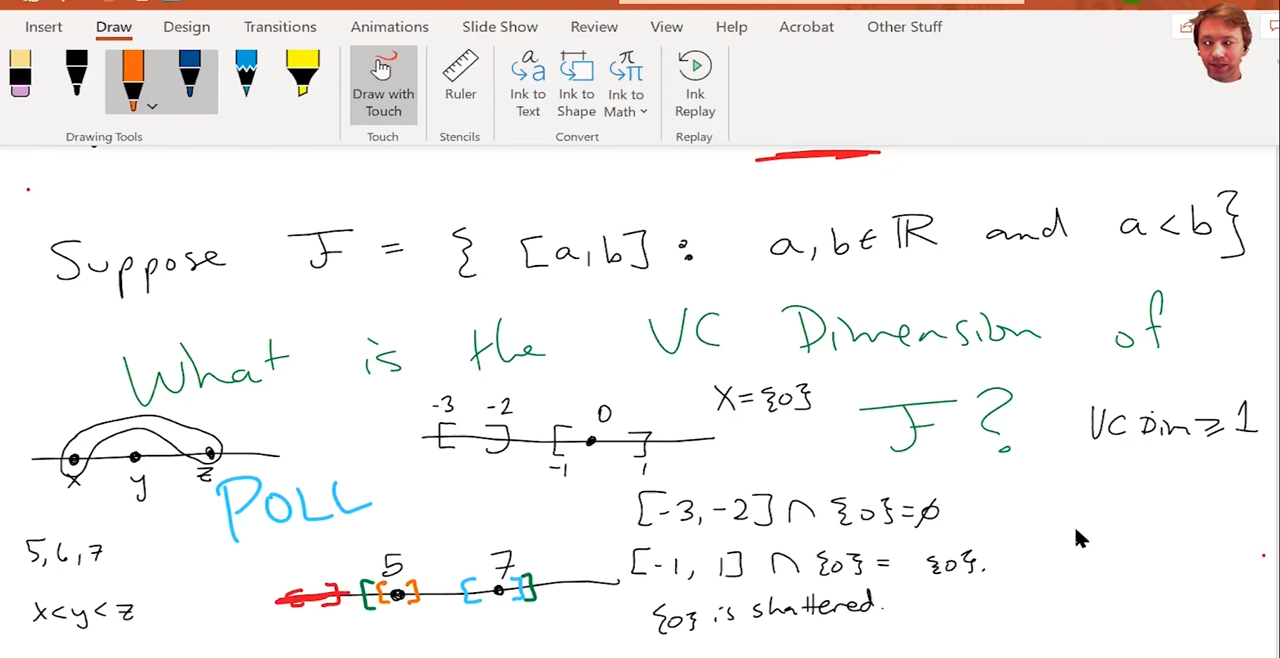 Insert Draw Design Transitions Animations Slide Show Review View Help Acrobat Other Stuff
Draw with Touch
Ruler
Ink to Text
Ink to Shape
Ink to Math
Ink Replay
Drawing Tools Touch Stencils Convert Replay
Suppose F = { [a,b] : a,b∈ℝ and a<b}
What is the VC Dimension of
F?
-3 -2 0 X={0}
VC Dim ≥ 1
-1 1
x y z
POLL
[-3, -2] ∩ {0} = ∅
5, 6, 7
5 7
[-1, 1] ∩ {0} = {0}.
x<y<z
{0} is shattered.